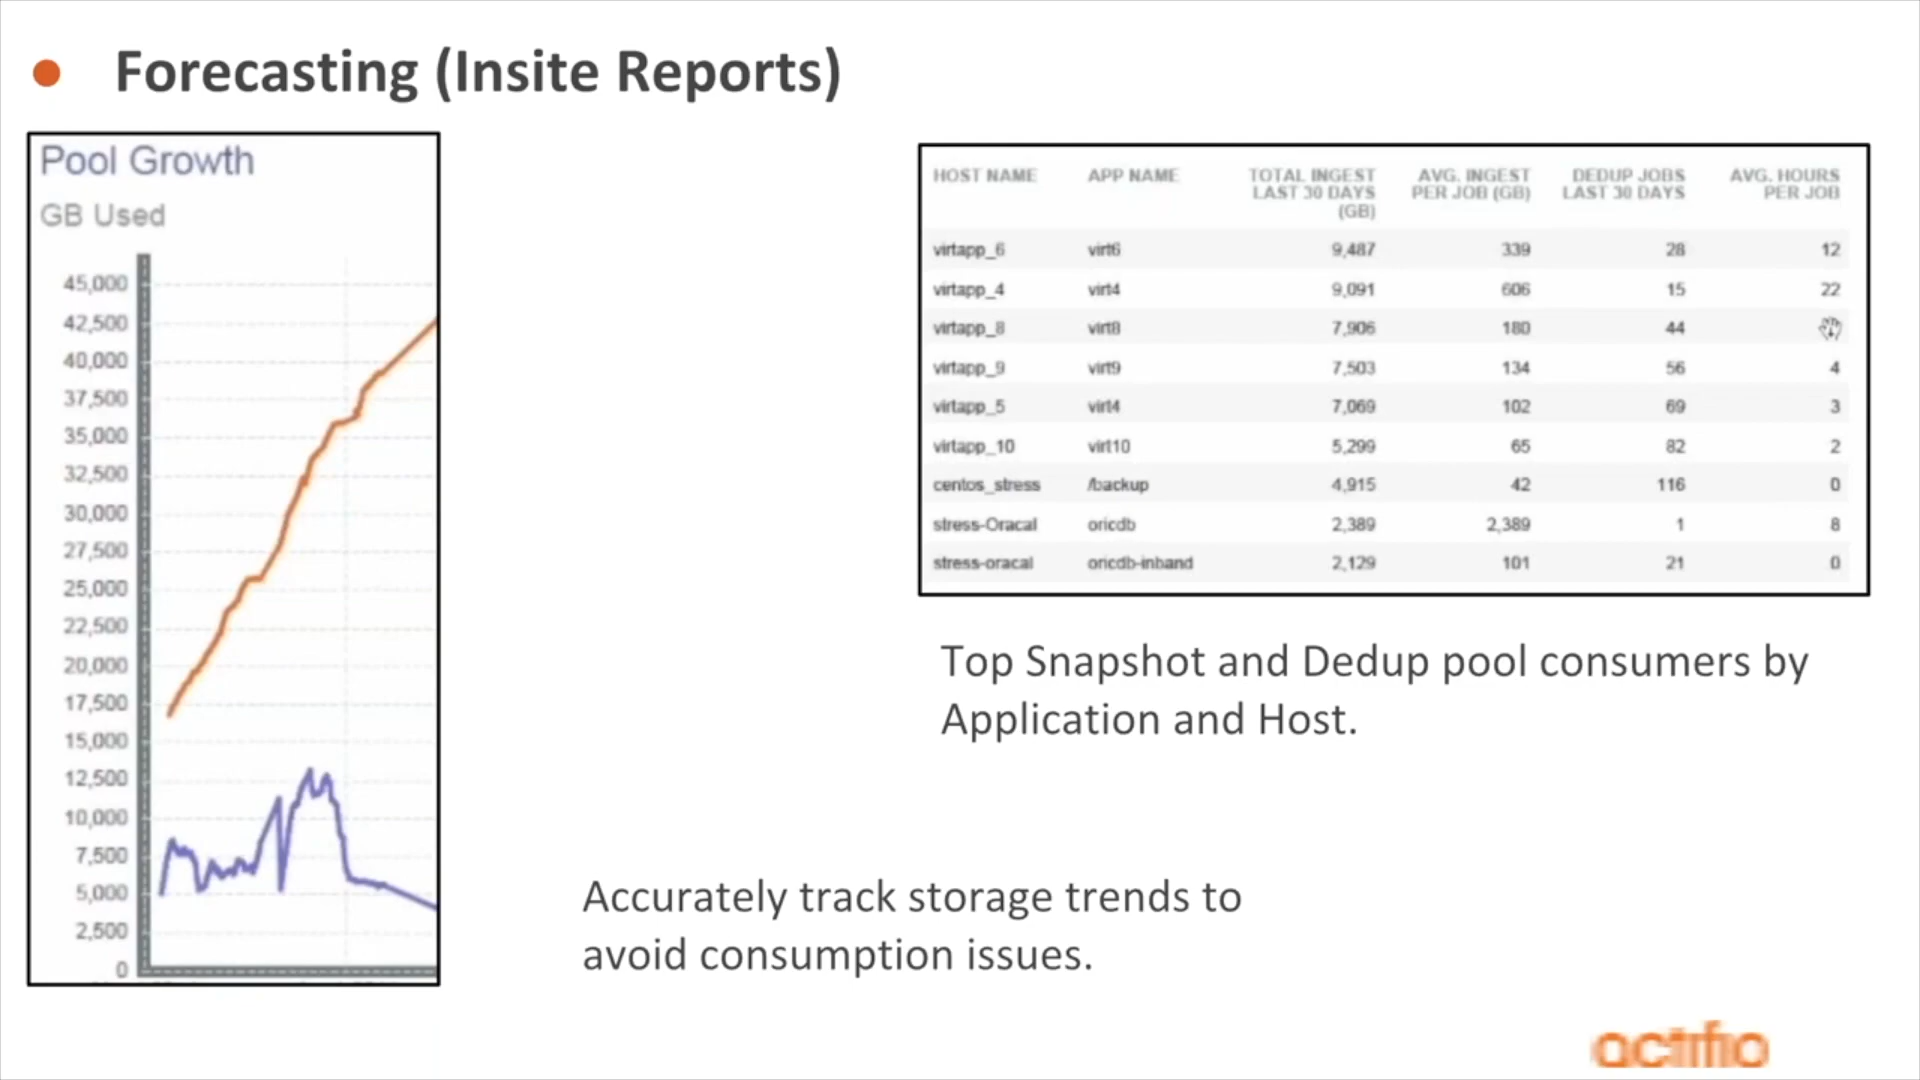 Forecasting (Insite Reports)
Pool Growth
GB Used
45,000
42,500
40,000
37,500
35,000
32,500
30,000
27,500
25,000
22,500
20,000
17,500
15,000
12,500
10,000
7,500
5,000
2,500
0
HOST NAME APP NAME TOTAL INGEST LAST 30 DAYS (GB) AVG. INGEST PER JOB (GB) DEDUP JOBS LAST 30 DAYS AVG. HOURS PER JOB
virtapp_6 virt6 9,487 339 28 12
virtapp_4 virt4 9,091 606 15 22
virtapp_8 virt8 7,906 180 44
virtapp_9 virt9 7,503 134 56 4
virtapp_5 virt4 7,069 102 69 3
virtapp_10 virt10 5,299 65 82 2
centos_stress /backup 4,915 42 116 0
stress-Oracal oricdb 2,389 2,389 1 8
stress-oracal oricdb-inband 2,129 101 21 0
Top Snapshot and Dedup pool consumers by
Application and Host.
Accurately track storage trends to
avoid consumption issues.
actifio